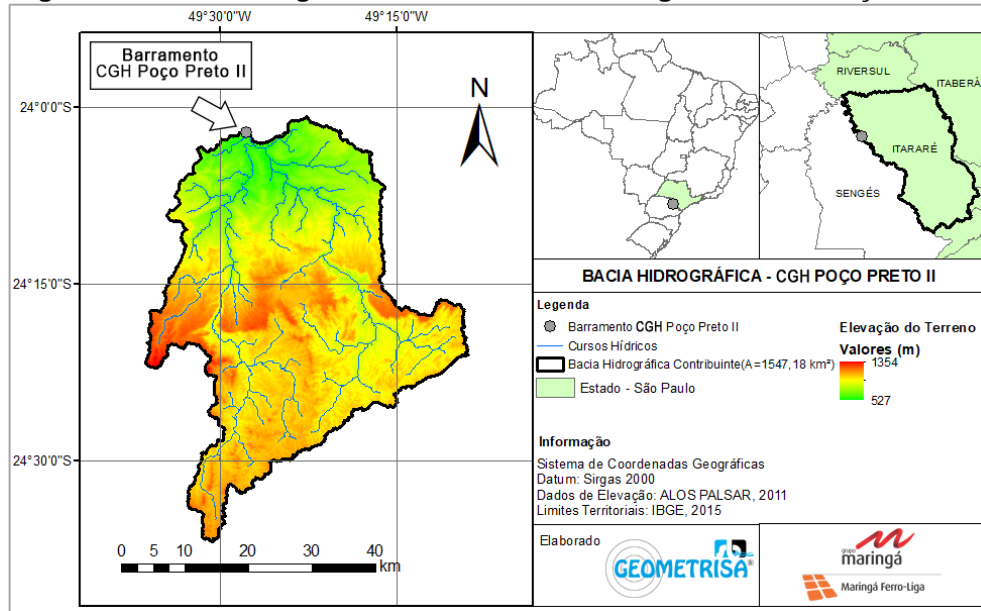 49°30'0"W
49°15'0"W
Barramento
CGH Poço Preto II
N
24°0'0"S
24°15'0"S
24°30'0"S
0 5 10 20 30 40
km
RIVERSUL
ITABERÁ
ITARARÉ
SENGÉS
BACIA HIDROGRÁFICA - CGH POÇO PRETO II
Legenda
Barramento CGH Poço Preto II
Cursos Hídricos
Bacia Hidrográfica Contribuinte(A=1547,18 km²)
Estado - São Paulo
Elevação do Terreno
Valores (m)
1354
527
Informação
Sistema de Coordenadas Geográficas
Datum: Sirgas 2000
Dados de Elevação: ALOS PALSAR, 2011
Limites Territoriais: IBGE, 2015
Elaborado
GEOMETRISA®
grupo
maringá
Maringá Ferro-Liga